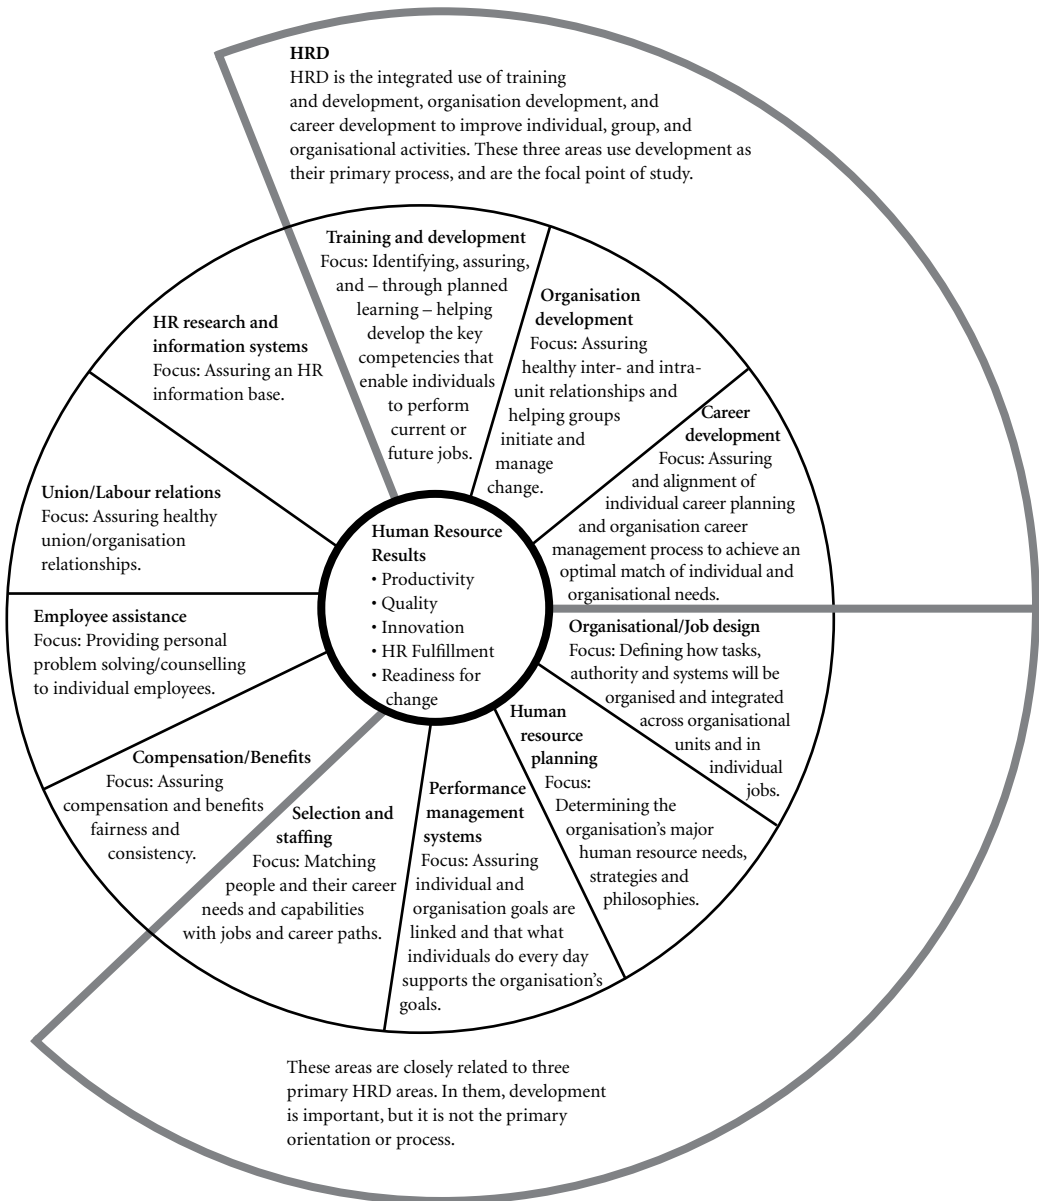 HRD
HRD is the integrated use of training
and development, organisation development, and
career development to improve individual, group, and
organisational activities. These three areas use development as
their primary process, and are the focal point of study.
Training and development
Focus: Identifying, assuring,
and – through planned
learning – helping
develop the key
competencies that
enable individuals
to perform
current or
future jobs.
Organisation
development
Focus: Assuring
healthy inter- and intra-
unit relationships and
helping groups
initiate and
manage
change.
Career
development
Focus: Assuring
and alignment of
individual career planning
and organisation career
management process to achieve an
optimal match of individual and
organisational needs.
Organisational/Job design
Focus: Defining how tasks,
authority and systems will be
organised and integrated
across organisational
units and in
individual
jobs.
Human
resource
planning
Focus:
Determining the
organisation’s major
human resource needs,
strategies and
philosophies.
Performance
management
systems
Focus: Assuring
individual and
organisation goals are
linked and that what
individuals do every day
supports the organisation’s
goals.
Selection and
staffing
Focus: Matching
people and their career
needs and capabilities
with jobs and career paths.
Compensation/Benefits
Focus: Assuring
compensation and benefits
fairness and
consistency.
Employee assistance
Focus: Providing personal
problem solving/counselling
to individual employees.
Union/Labour relations
Focus: Assuring healthy
union/organisation
relationships.
HR research and
information systems
Focus: Assuring an HR
information base.
Human Resource
Results
• Productivity
• Quality
• Innovation
• HR Fulfillment
• Readiness for
change
These areas are closely related to three
primary HRD areas. In them, development
is important, but it is not the primary
orientation or process.